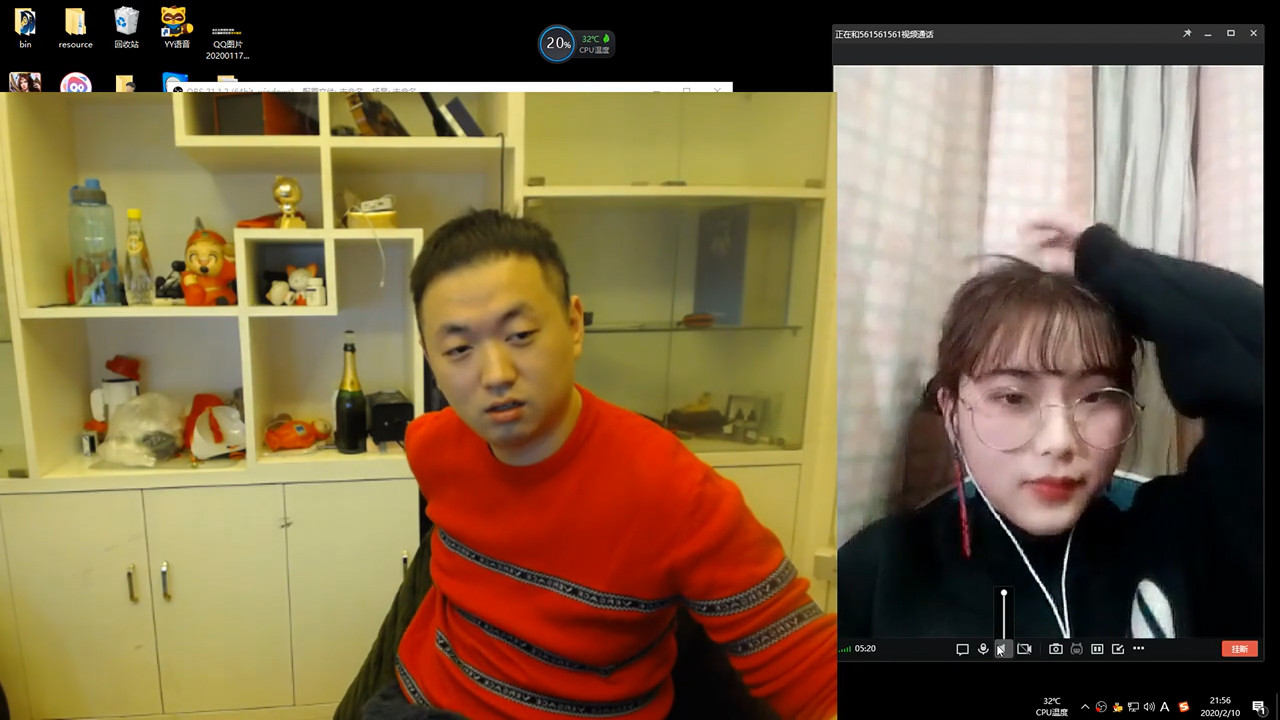 bin
resource
回收站
YY语音
QQ图片
20200117...
20%
32℃
CPU温度
正在和561561561视频通话
VERSACE
05:20
挂断
32℃
CPU温度
A
21:56
2020/2/10
1